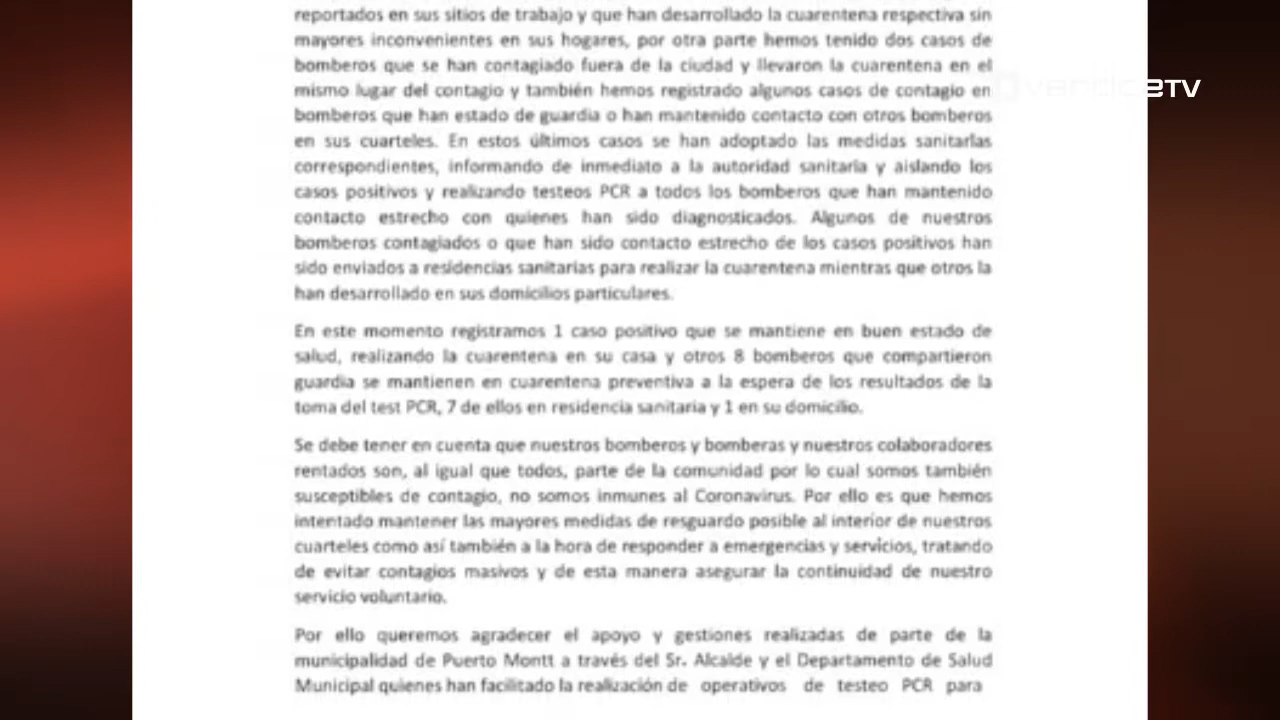 reportados en sus sitios de trabajo y que han desarrollado la cuarentena respectiva sin
mayores inconvenientes en sus hogares, por otra parte hemos tenido dos casos de
bomberos que se han contagiado fuera de la ciudad y llevaron la cuarentena en el
mismo lugar del contagio y también hemos registrado algunos casos de contagio en
verticeTV
bomberos que han estado de guardia o han mantenido contacto con otros bomberos
en sus cuarteles. En estos últimos casos se han adoptado las medidas sanitarias
correspondientes, informando de inmediato a la autoridad sanitaria y aislando los
casos positivos y realizando testeos PCR a todos los bomberos que han mantenido
contacto estrecho con quienes han sido diagnosticados. Algunos de nuestros
bomberos contagiados o que han sido contacto estrecho de los casos positivos han
sido enviados a residencias sanitarias para realizar la cuarentena mientras que otros la
han desarrollado en sus domicilios particulares.
En este momento registramos 1 caso positivo que se mantiene en buen estado de
salud, realizando la cuarentena en su casa y otros 8 bomberos que compartieron
guardia se mantienen en cuarentena preventiva a la espera de los resultados de la
toma del test PCR, 7 de ellos en residencia sanitaria y 1 en su domicilio.
Se debe tener en cuenta que nuestros bomberos y bomberas y nuestros colaboradores
rentados son, al igual que todos, parte de la comunidad por lo cual somos también
susceptibles de contagio, no somos inmunes al Coronavirus. Por ello es que hemos
intentado mantener las mayores medidas de resguardo posible al interior de nuestros
cuarteles como así también a la hora de responder a emergencias y servicios, tratando
de evitar contagios masivos y de esta manera asegurar la continuidad de nuestro
servicio voluntario.
Por ello queremos agradecer el apoyo y gestiones realizadas de parte de la
municipalidad de Puerto Montt a través del Sr. Alcalde y el Departamento de Salud
Municipal quienes han facilitado la realización de operativos de testeo PCR para